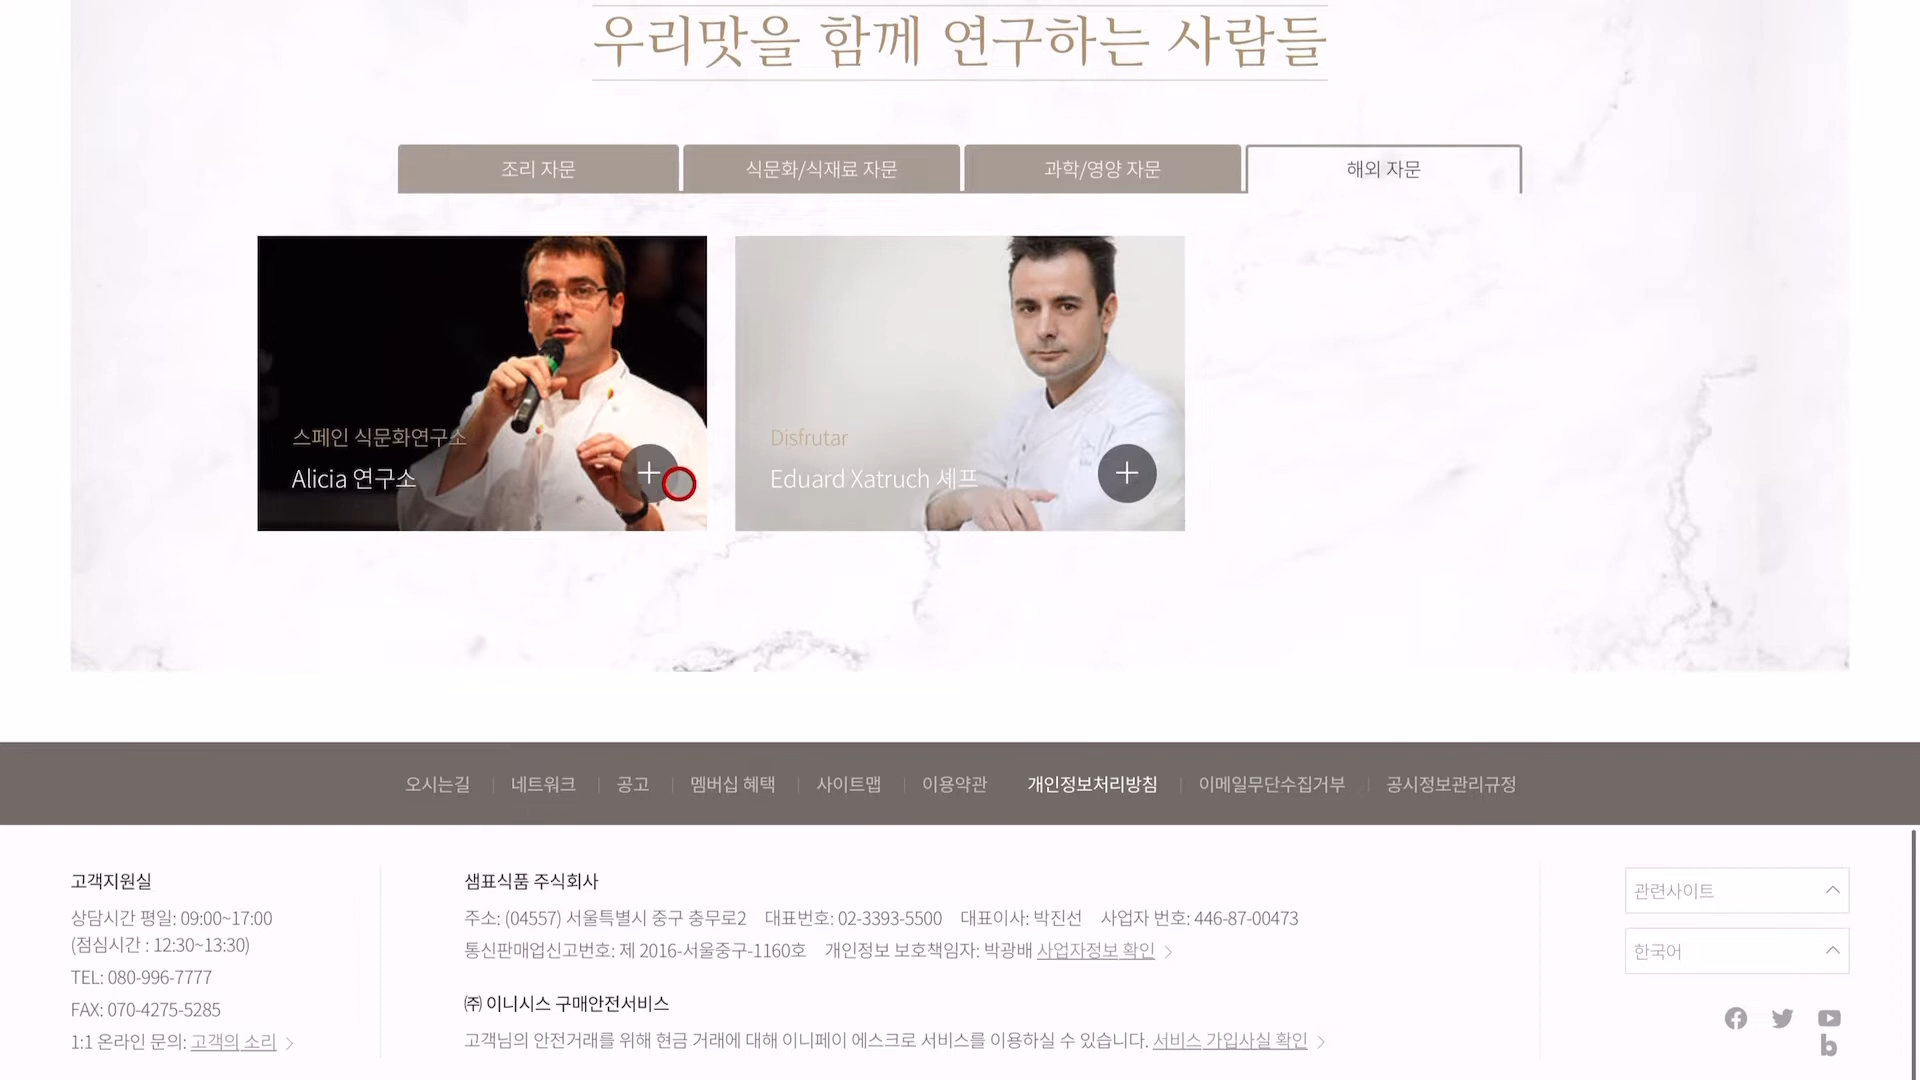 우리맛을 함께 연구하는 사람들
조리 자문
식문화/식재료 자문
과학/영양 자문
해외 자문
스페인 식문화연구소
Alicia 연구소
Disfrutar
Eduard Xatruch 셰프
오시는길
네트워크
공고
멤버십 혜택
사이트맵
이용약관
개인정보처리방침
이메일무단수집거부
공시정보관리규정
고객지원실
상담시간 평일: 09:00~17:00
(점심시간 : 12:30~13:30)
TEL: 080-996-7777
FAX: 070-4275-5285
1:1 온라인 문의: 고객의 소리
샘표식품 주식회사
주소: (04557) 서울특별시 중구 충무로2 대표번호: 02-3393-5500 대표이사: 박진선 사업자 번호: 446-87-00473
통신판매업신고번호: 제 2016-서울중구-1160호 개인정보 보호책임자: 박광배 사업자정보 확인
㈜ 이니시스 구매안전서비스
고객님의 안전거래를 위해 현금 거래에 대해 이니페이 에스크로 서비스를 이용하실 수 있습니다. 서비스 가입사실 확인
관련사이트
한국어